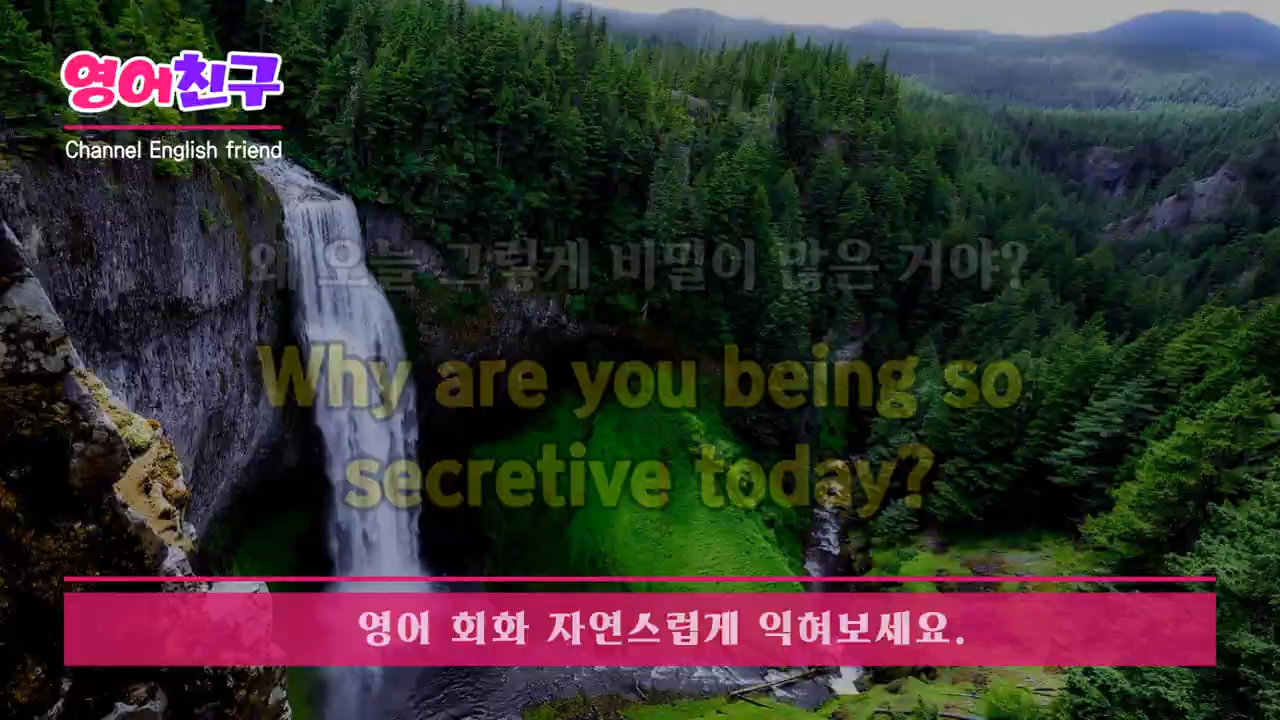 영어친구
Channel English friend
왜 오늘 그렇게 비밀이 많은 거야?
Why are you being so
secretive today?
영어 회화 자연스럽게 익혀보세요.